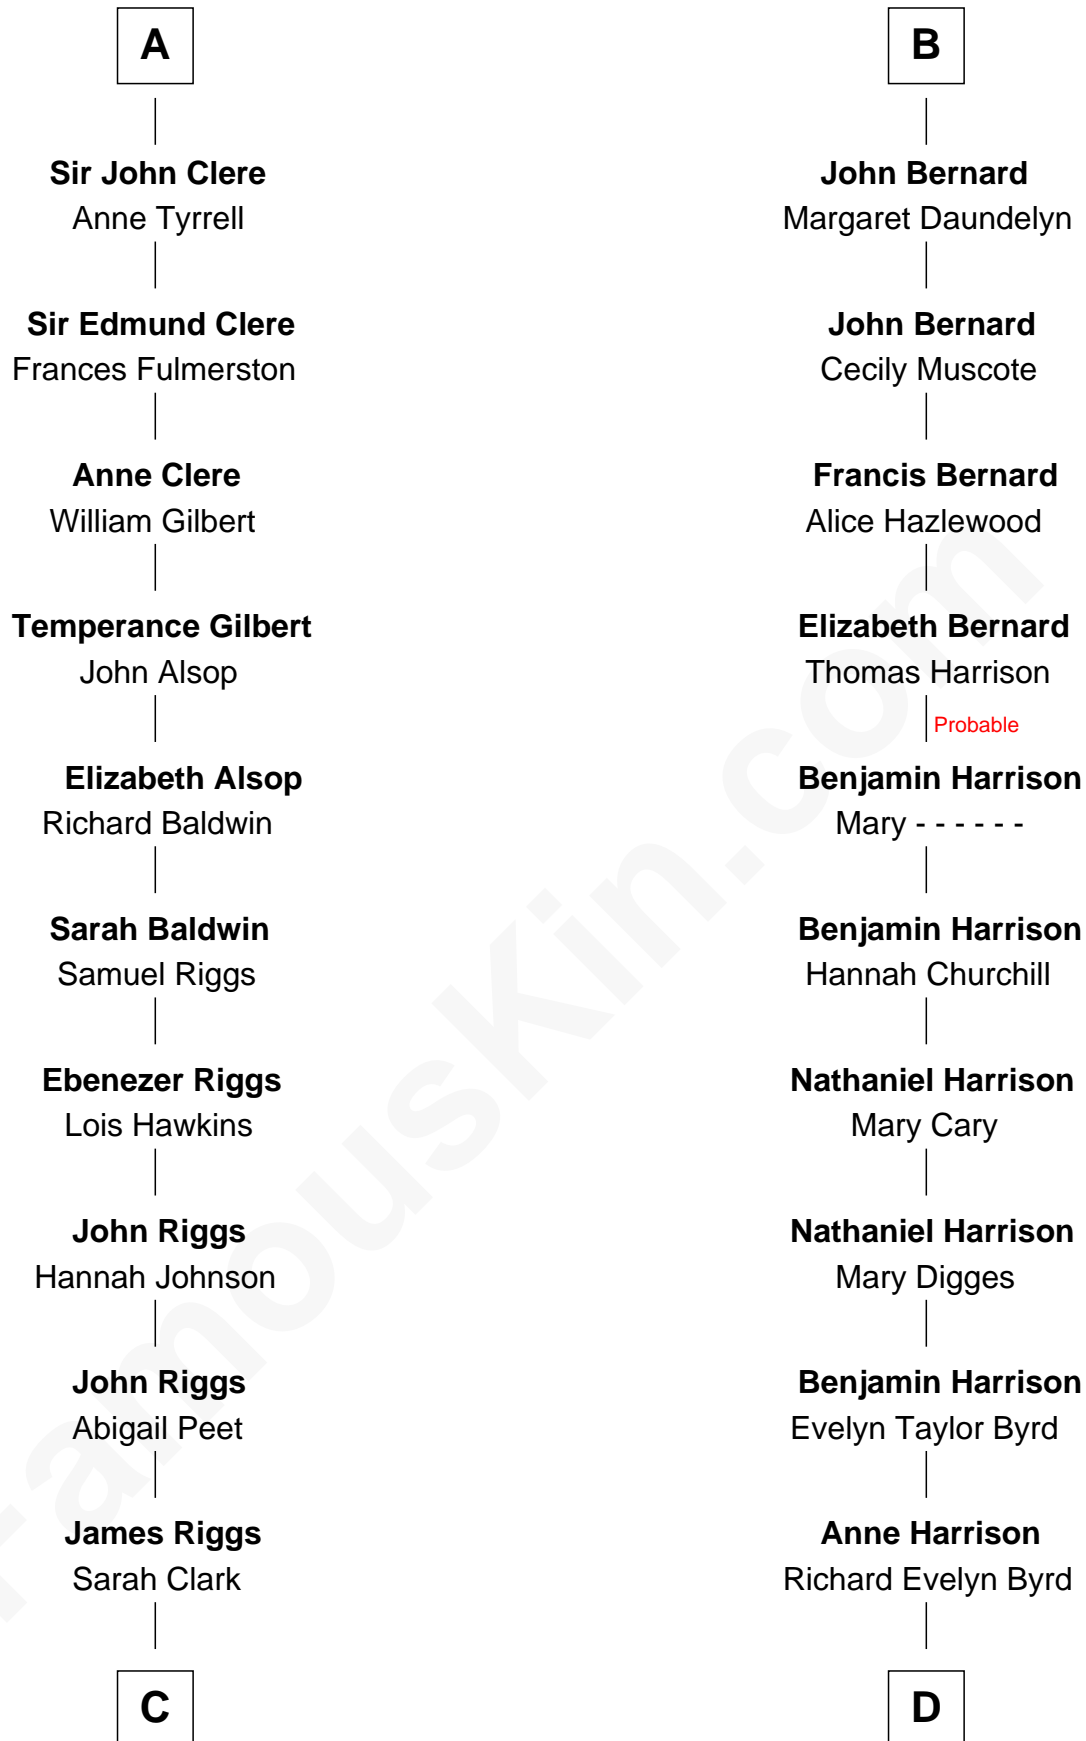 A
Sir John Clere
Anne Tyrrell
Sir Edmund Clere
Frances Fulmerston
Anne Clere
William Gilbert
Temperance Gilbert
John Alsop
Elizabeth Alsop
Richard Baldwin
Sarah Baldwin
Samuel Riggs
Ebenezer Riggs
Lois Hawkins
John Riggs
Hannah Johnson
John Riggs
Abigail Peet
James Riggs
Sarah Clark
C
B
John Bernard
Margaret Daundelyn
John Bernard
Cecily Muscote
Francis Bernard
Alice Hazlewood
Elizabeth Bernard
Thomas Harrison
Probable
Benjamin Harrison
Mary - - - - - -
Benjamin Harrison
Hannah Churchill
Nathaniel Harrison
Mary Cary
Nathaniel Harrison
Mary Digges
Benjamin Harrison
Evelyn Taylor Byrd
Anne Harrison
Richard Evelyn Byrd
D
FamousKin.com